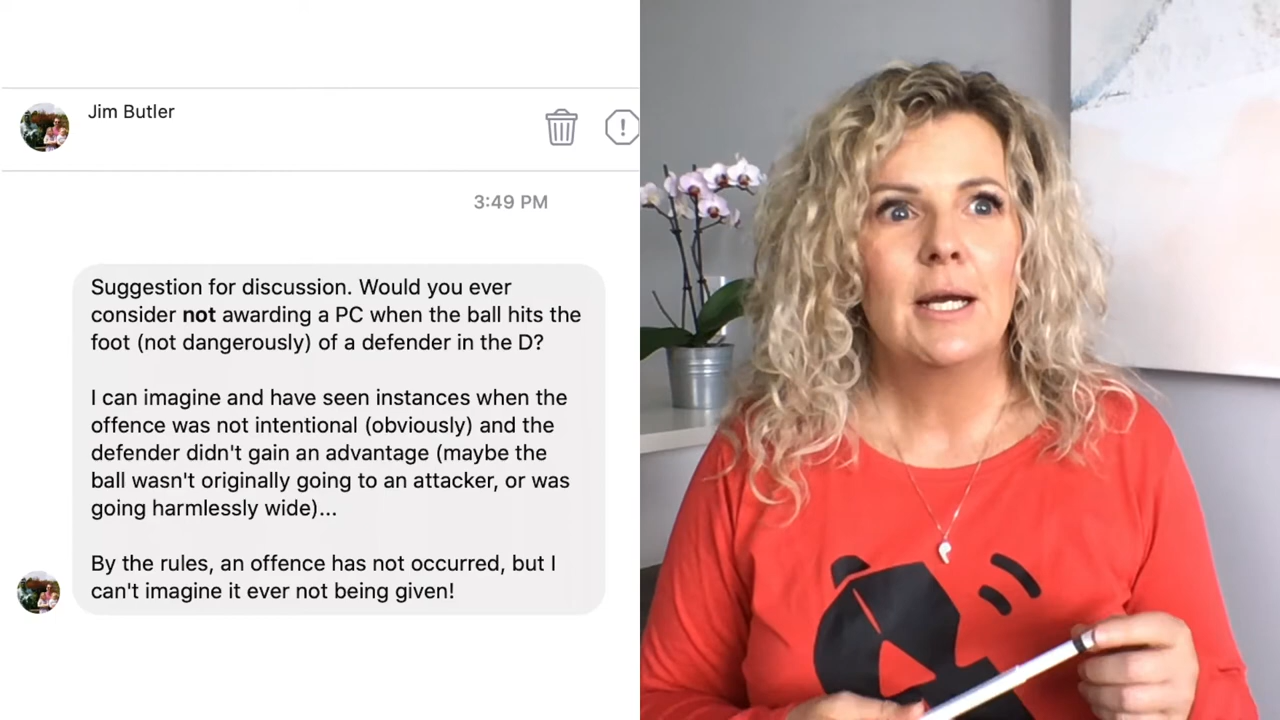 Jim Butler
3:49 PM
Suggestion for discussion. Would you ever
consider not awarding a PC when the ball hits the
foot (not dangerously) of a defender in the D?
I can imagine and have seen instances when the
offence was not intentional (obviously) and the
defender didn't gain an advantage (maybe the
ball wasn't originally going to an attacker, or was
going harmlessly wide)...
By the rules, an offence has not occurred, but I
can't imagine it ever not being given!